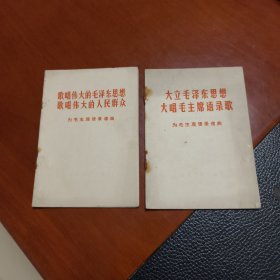 歌唱伟大的毛泽东思想
歌唱伟大的人民群众
为毛主席语录谱曲
大立毛泽东思想
大唱毛主席语录歌
为毛主席语录谱曲